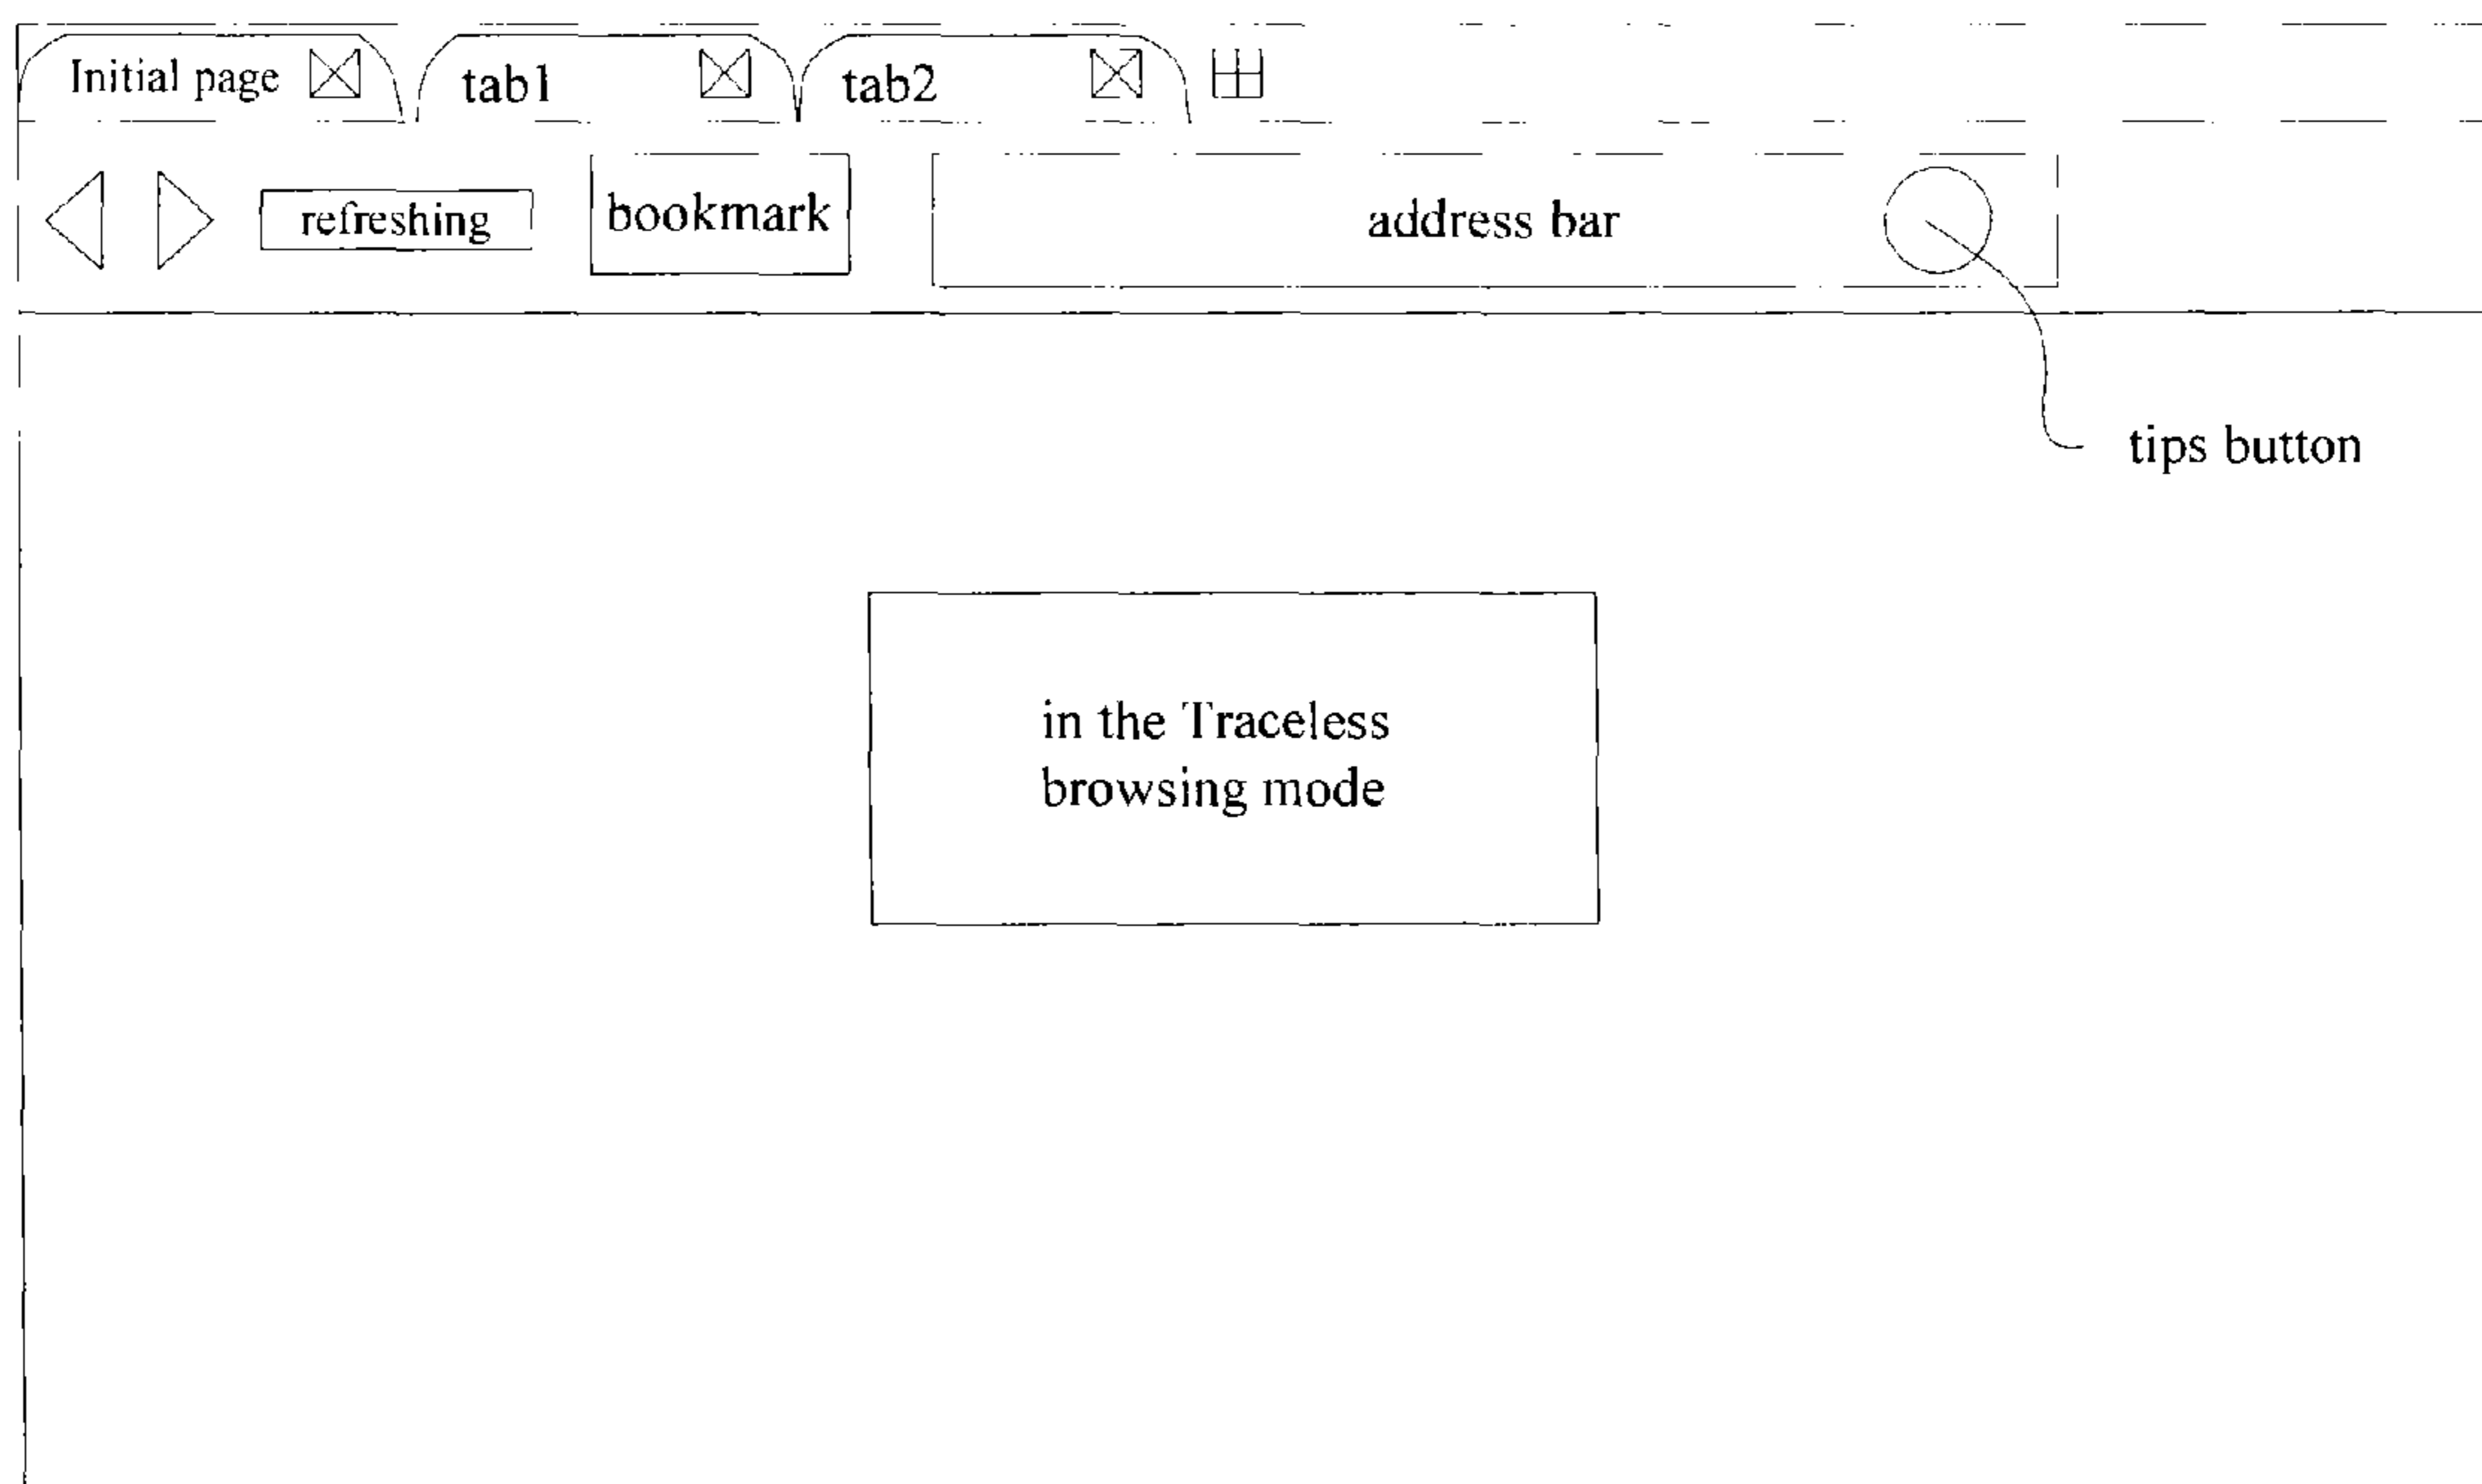 Initial page
tab1
tab2
refreshing
bookmark
address bar
tips button
in the Traceless
browsing mode